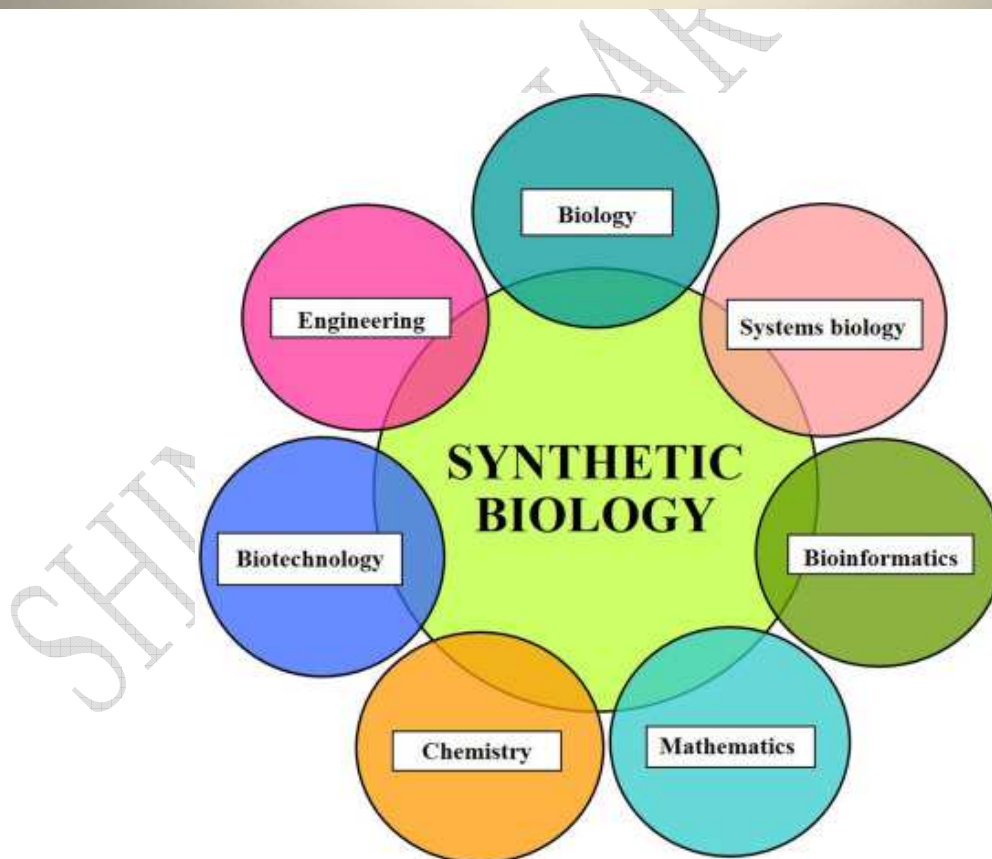 Biology
Engineering
Systems biology
SYNTHETIC
BIOLOGY
Biotechnology
Bioinformatics
Chemistry
Mathematics